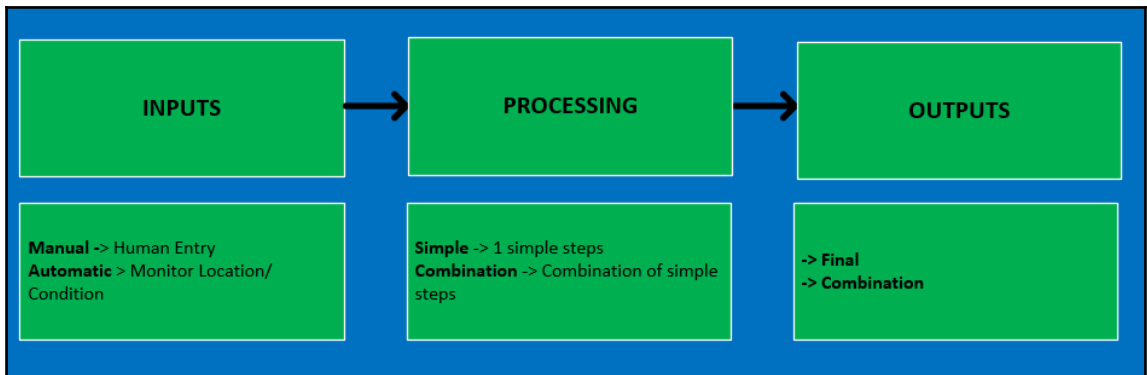 INPUTS
PROCESSING
OUTPUTS
Manual -> Human Entry
Automatic > Monitor Location/
Condition
Simple -> 1 simple steps
Combination -> Combination of simple
steps
-> Final
-> Combination